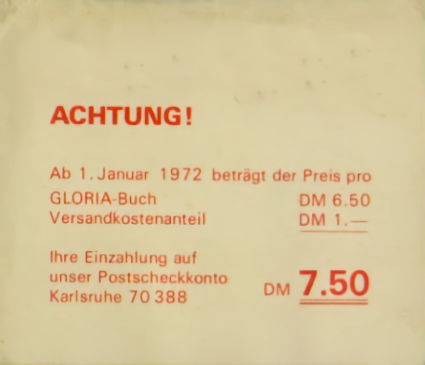 ACHTUNG!
Ab 1. Januar 1972 beträgt der Preis pro
GLORIA-Buch DM 6.50
Versandkostenanteil DM 1.—
Ihre Einzahlung auf
unser Postscheckkonto
Karlsruhe 70 388 DM 7.50